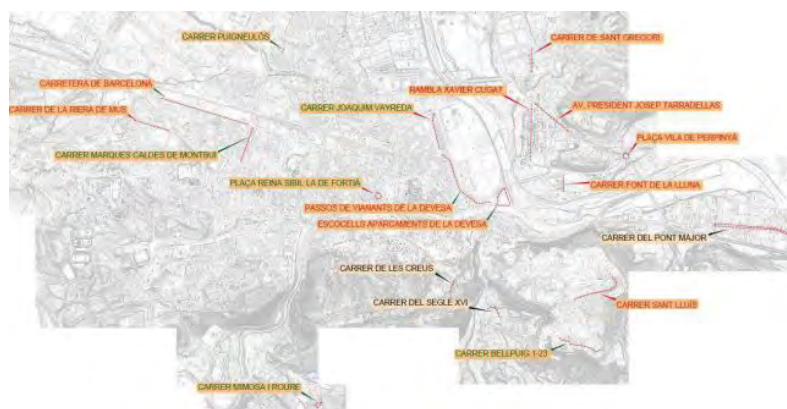 CARRER PUIGNEULÓS
CARRER DE SANT GREGORI
CARRETERA DE BARCELONA
RAMBLA XAVIER CUGAT
CARRER DE LA RIERA DE MUS
CARRER JOAQUIM VAYREDA
AV. PRESIDENT JOSEP TARRADELLAS
PLAÇA VILA DE PERPINYÀ
CARRER MARQUES CALDES DE MONTBUI
PLAÇA REINA SIBIL·LA DE FORTIÀ
CARRER FONT DE LA LLUNA
PASSOS DE VIANANTS DE LA DEVESA
ESCOCELLS APARCAMENTS DE LA DEVESA
CARRER DEL PONT MAJOR
CARRER DE LES CREUS
CARRER DEL SEGLE XVI
CARRER SANT LLUÍS
CARRER BELLPUIG 1-23
CARRER MIMOSA I ROURE